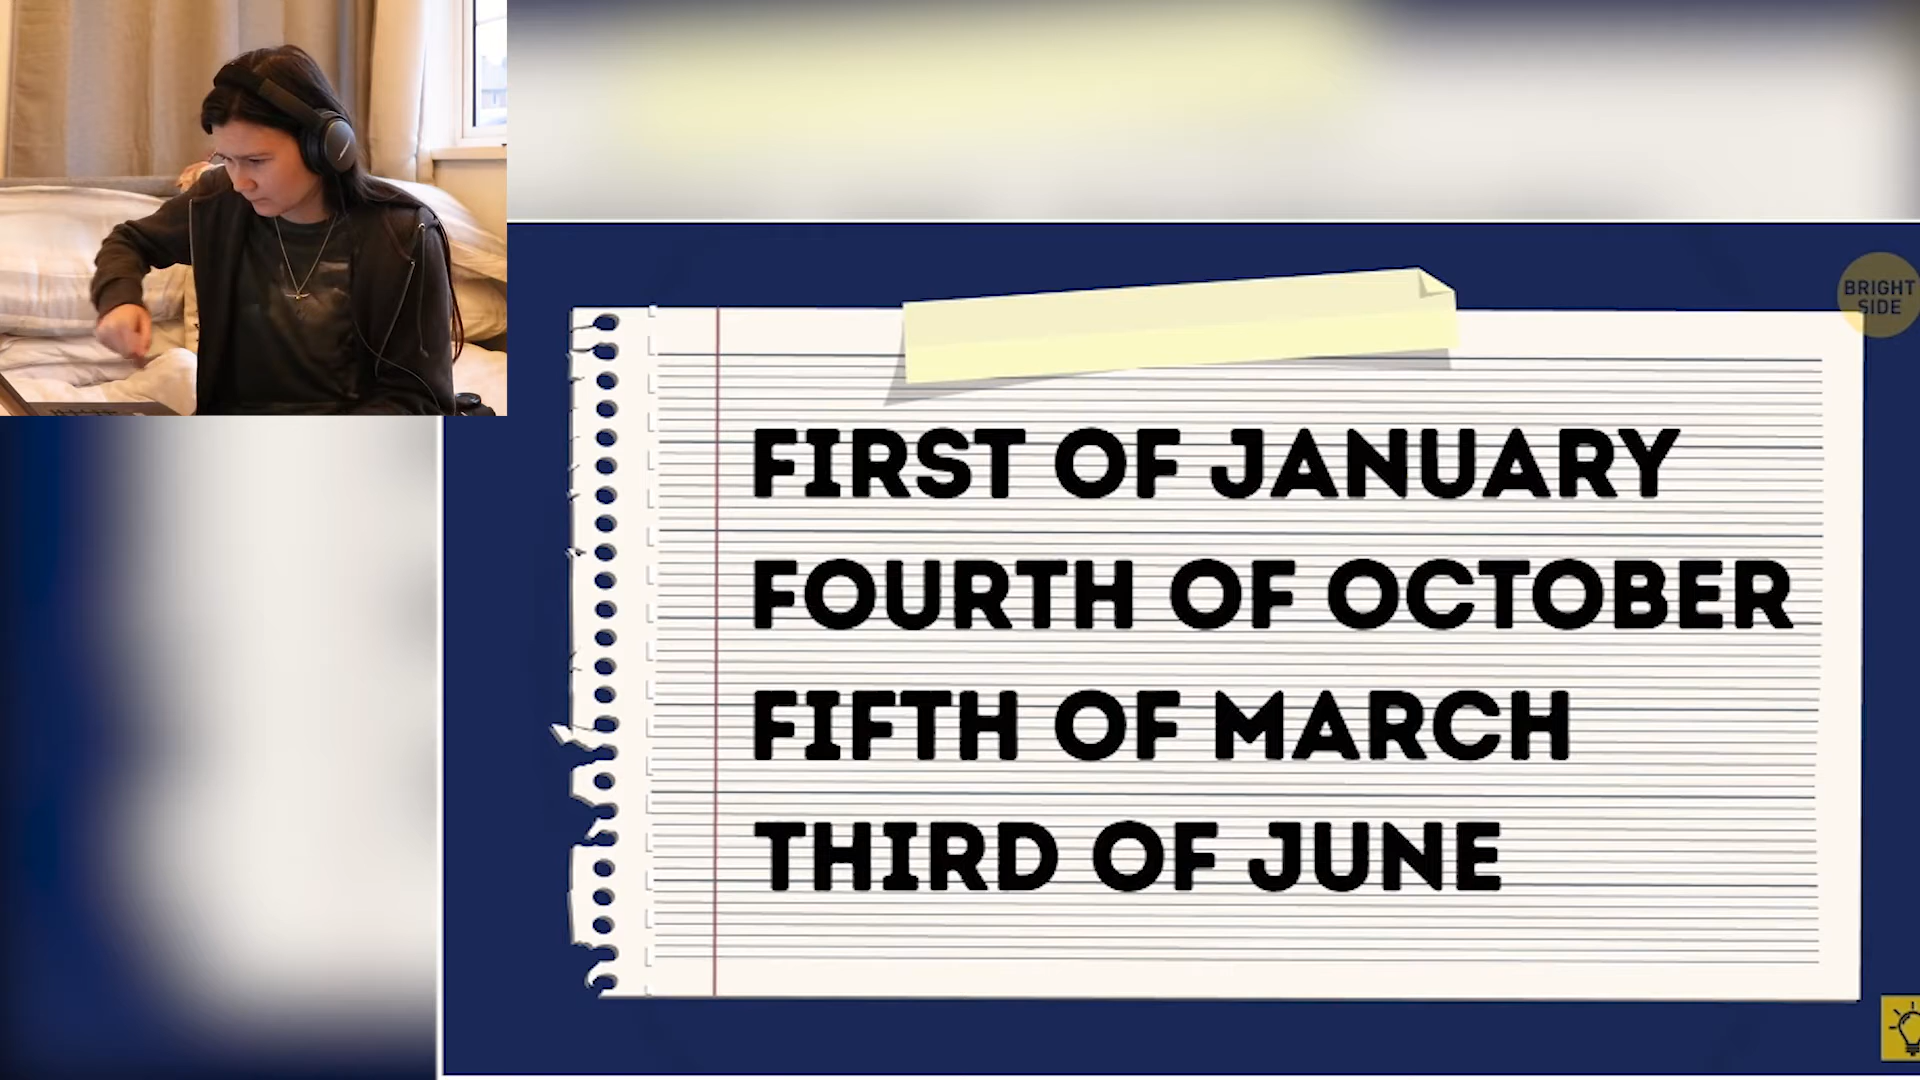 BRIGHT
SIDE
FIRST OF JANUARY
FOURTH OF OCTOBER
FIFTH OF MARCH
THIRD OF JUNE